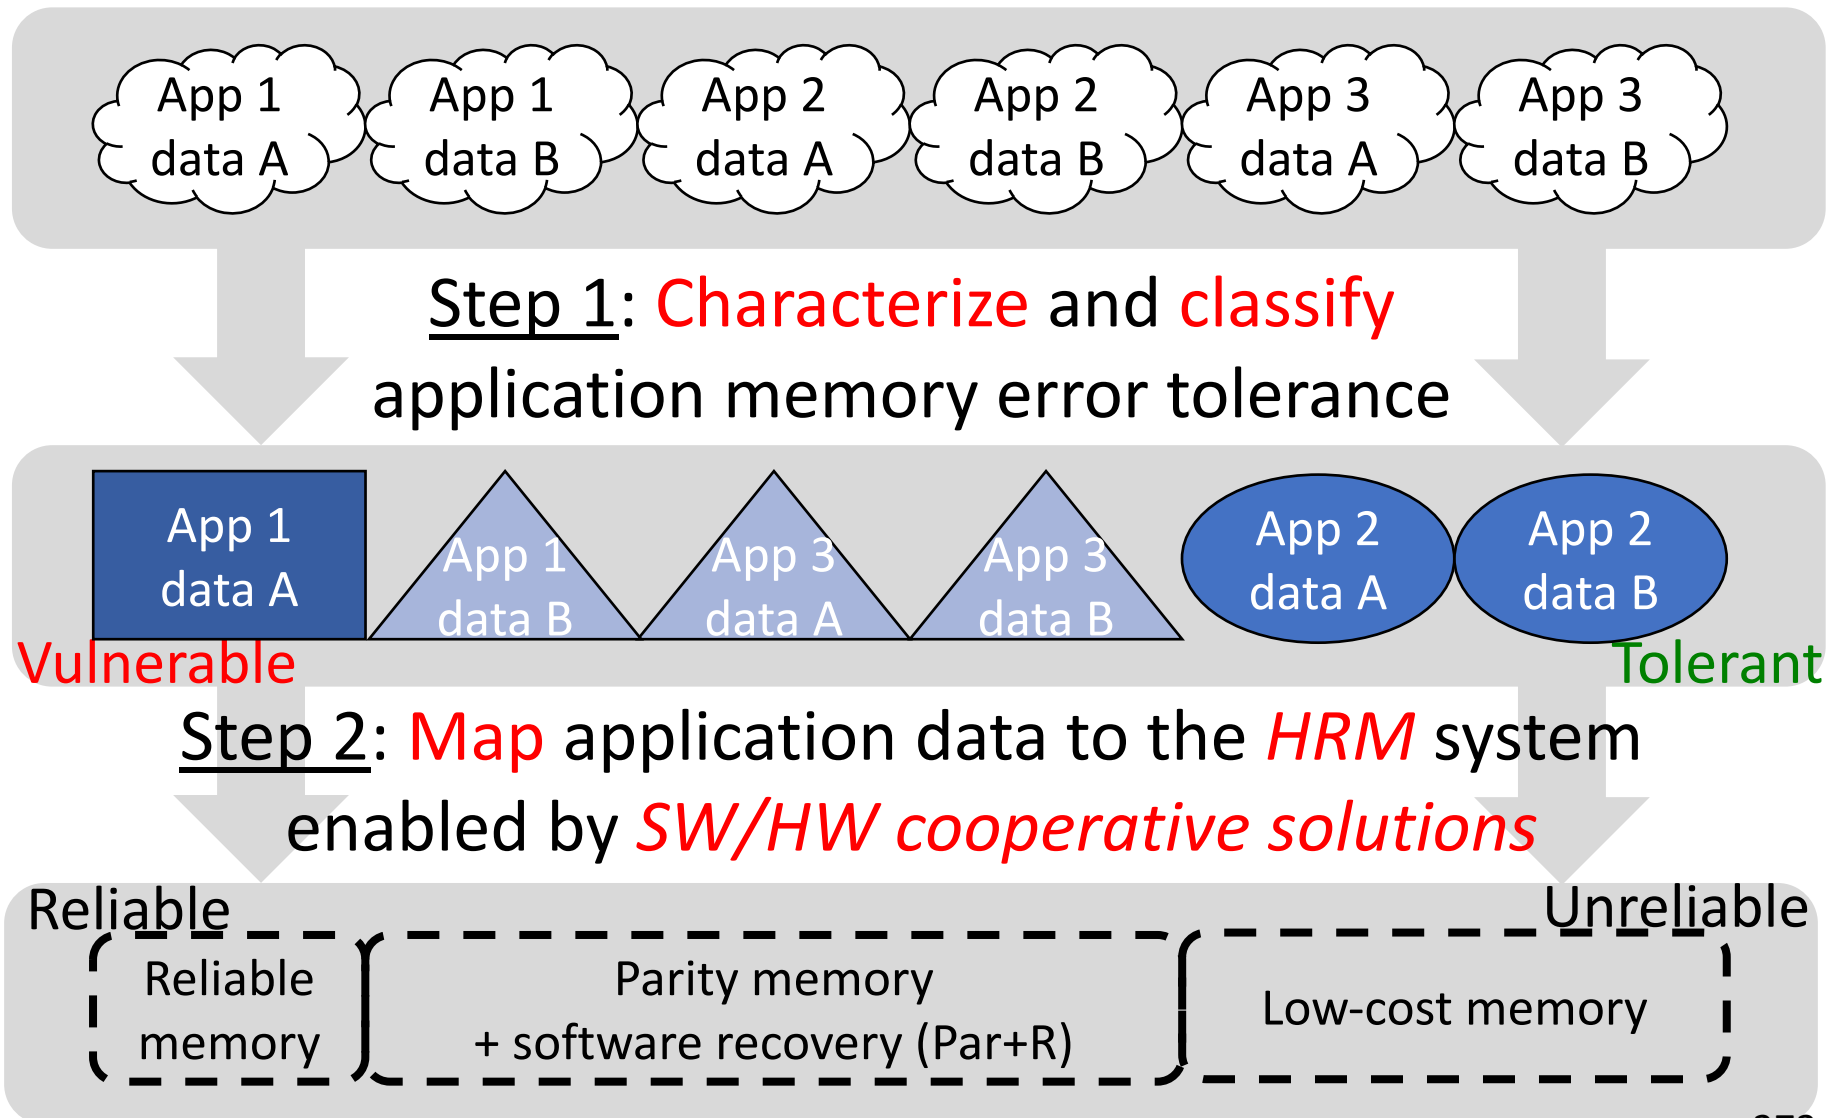 App 1
data A
App 1
data B
App 2
data A
App 2
data B
App 3
data A
App 3
data B
Step 1: Characterize and classify
application memory error tolerance
App 1
data A
App 1
data B
App 3
data A
App 3
data B
App 2
data A
App 2
data B
Vulnerable
Tolerant
Step 2: Map application data to the HRM system
enabled by SW/HW cooperative solutions
Reliable
Unreliable
Reliable
memory
Parity memory
+ software recovery (Par+R)
Low-cost memory